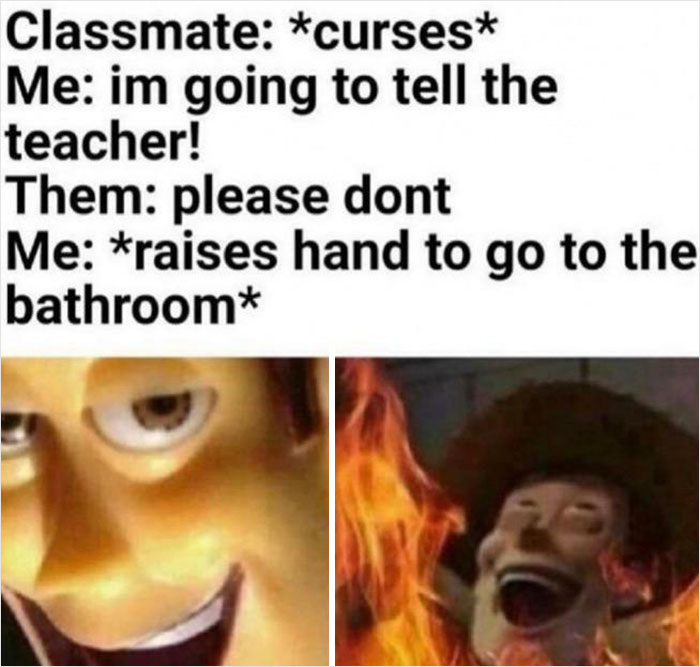 Classmate: *curses*
Me: im going to tell the
teacher!
Them: please dont
Me: *raises hand to go to the
bathroom*